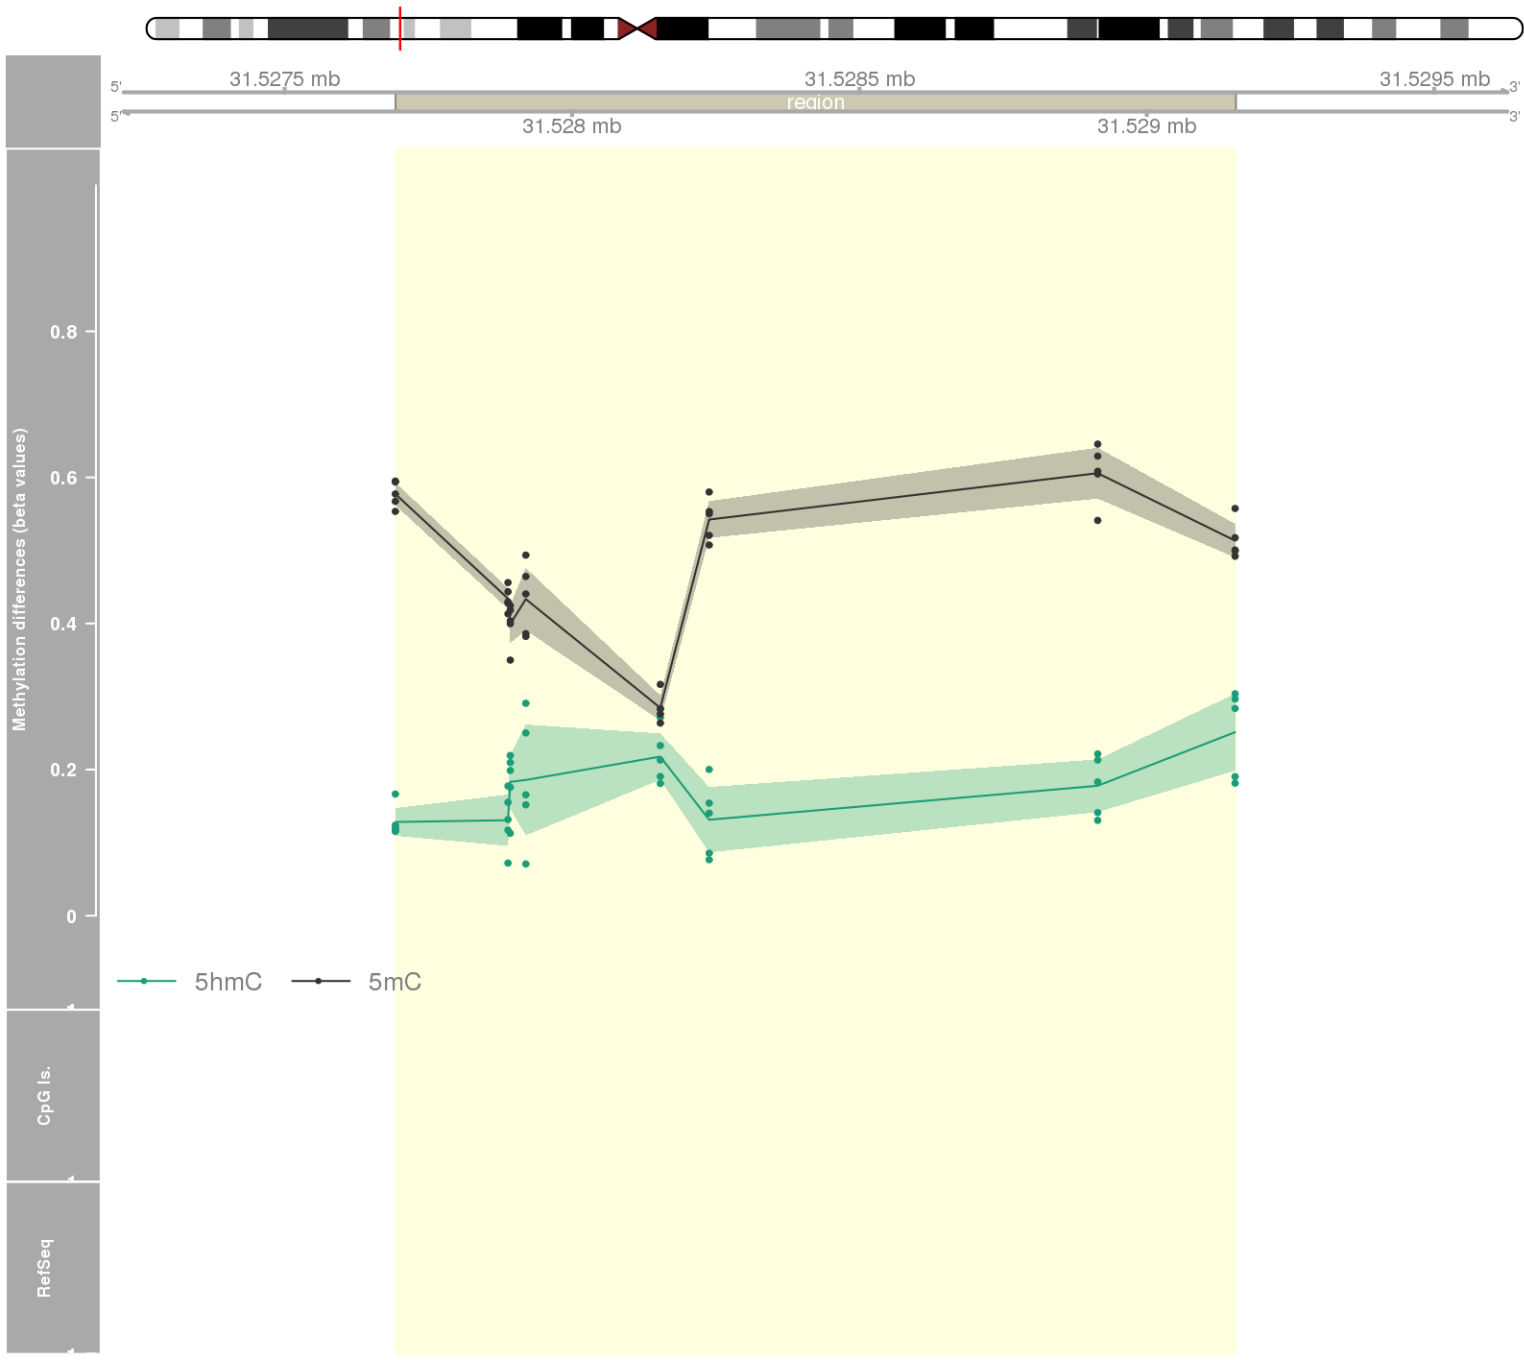 31.5275 mb
31.5285 mb
31.5295 mb
5'
3'
region
5'
3'
31.528 mb
31.529 mb
Methylation differences (beta values)
0.8
0.6
0.4
0.2
0
5hmC
5mC
CpG Is.
RefSeq